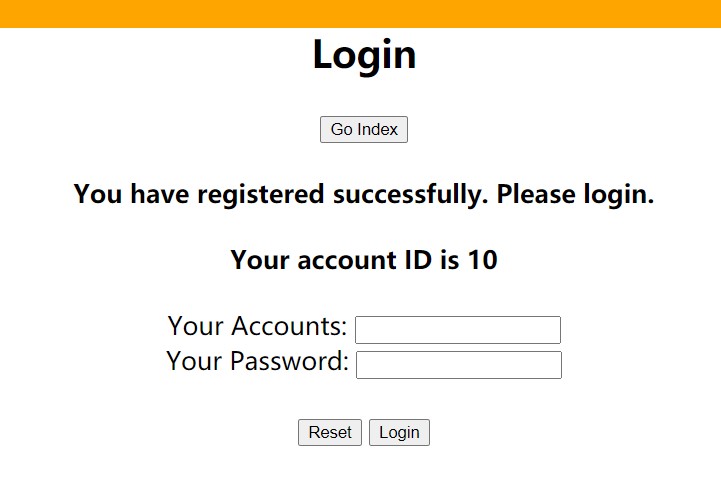 Login
Go Index
You have registered successfully. Please login.
Your account ID is 10
Your Accounts:
Your Password:
Reset Login